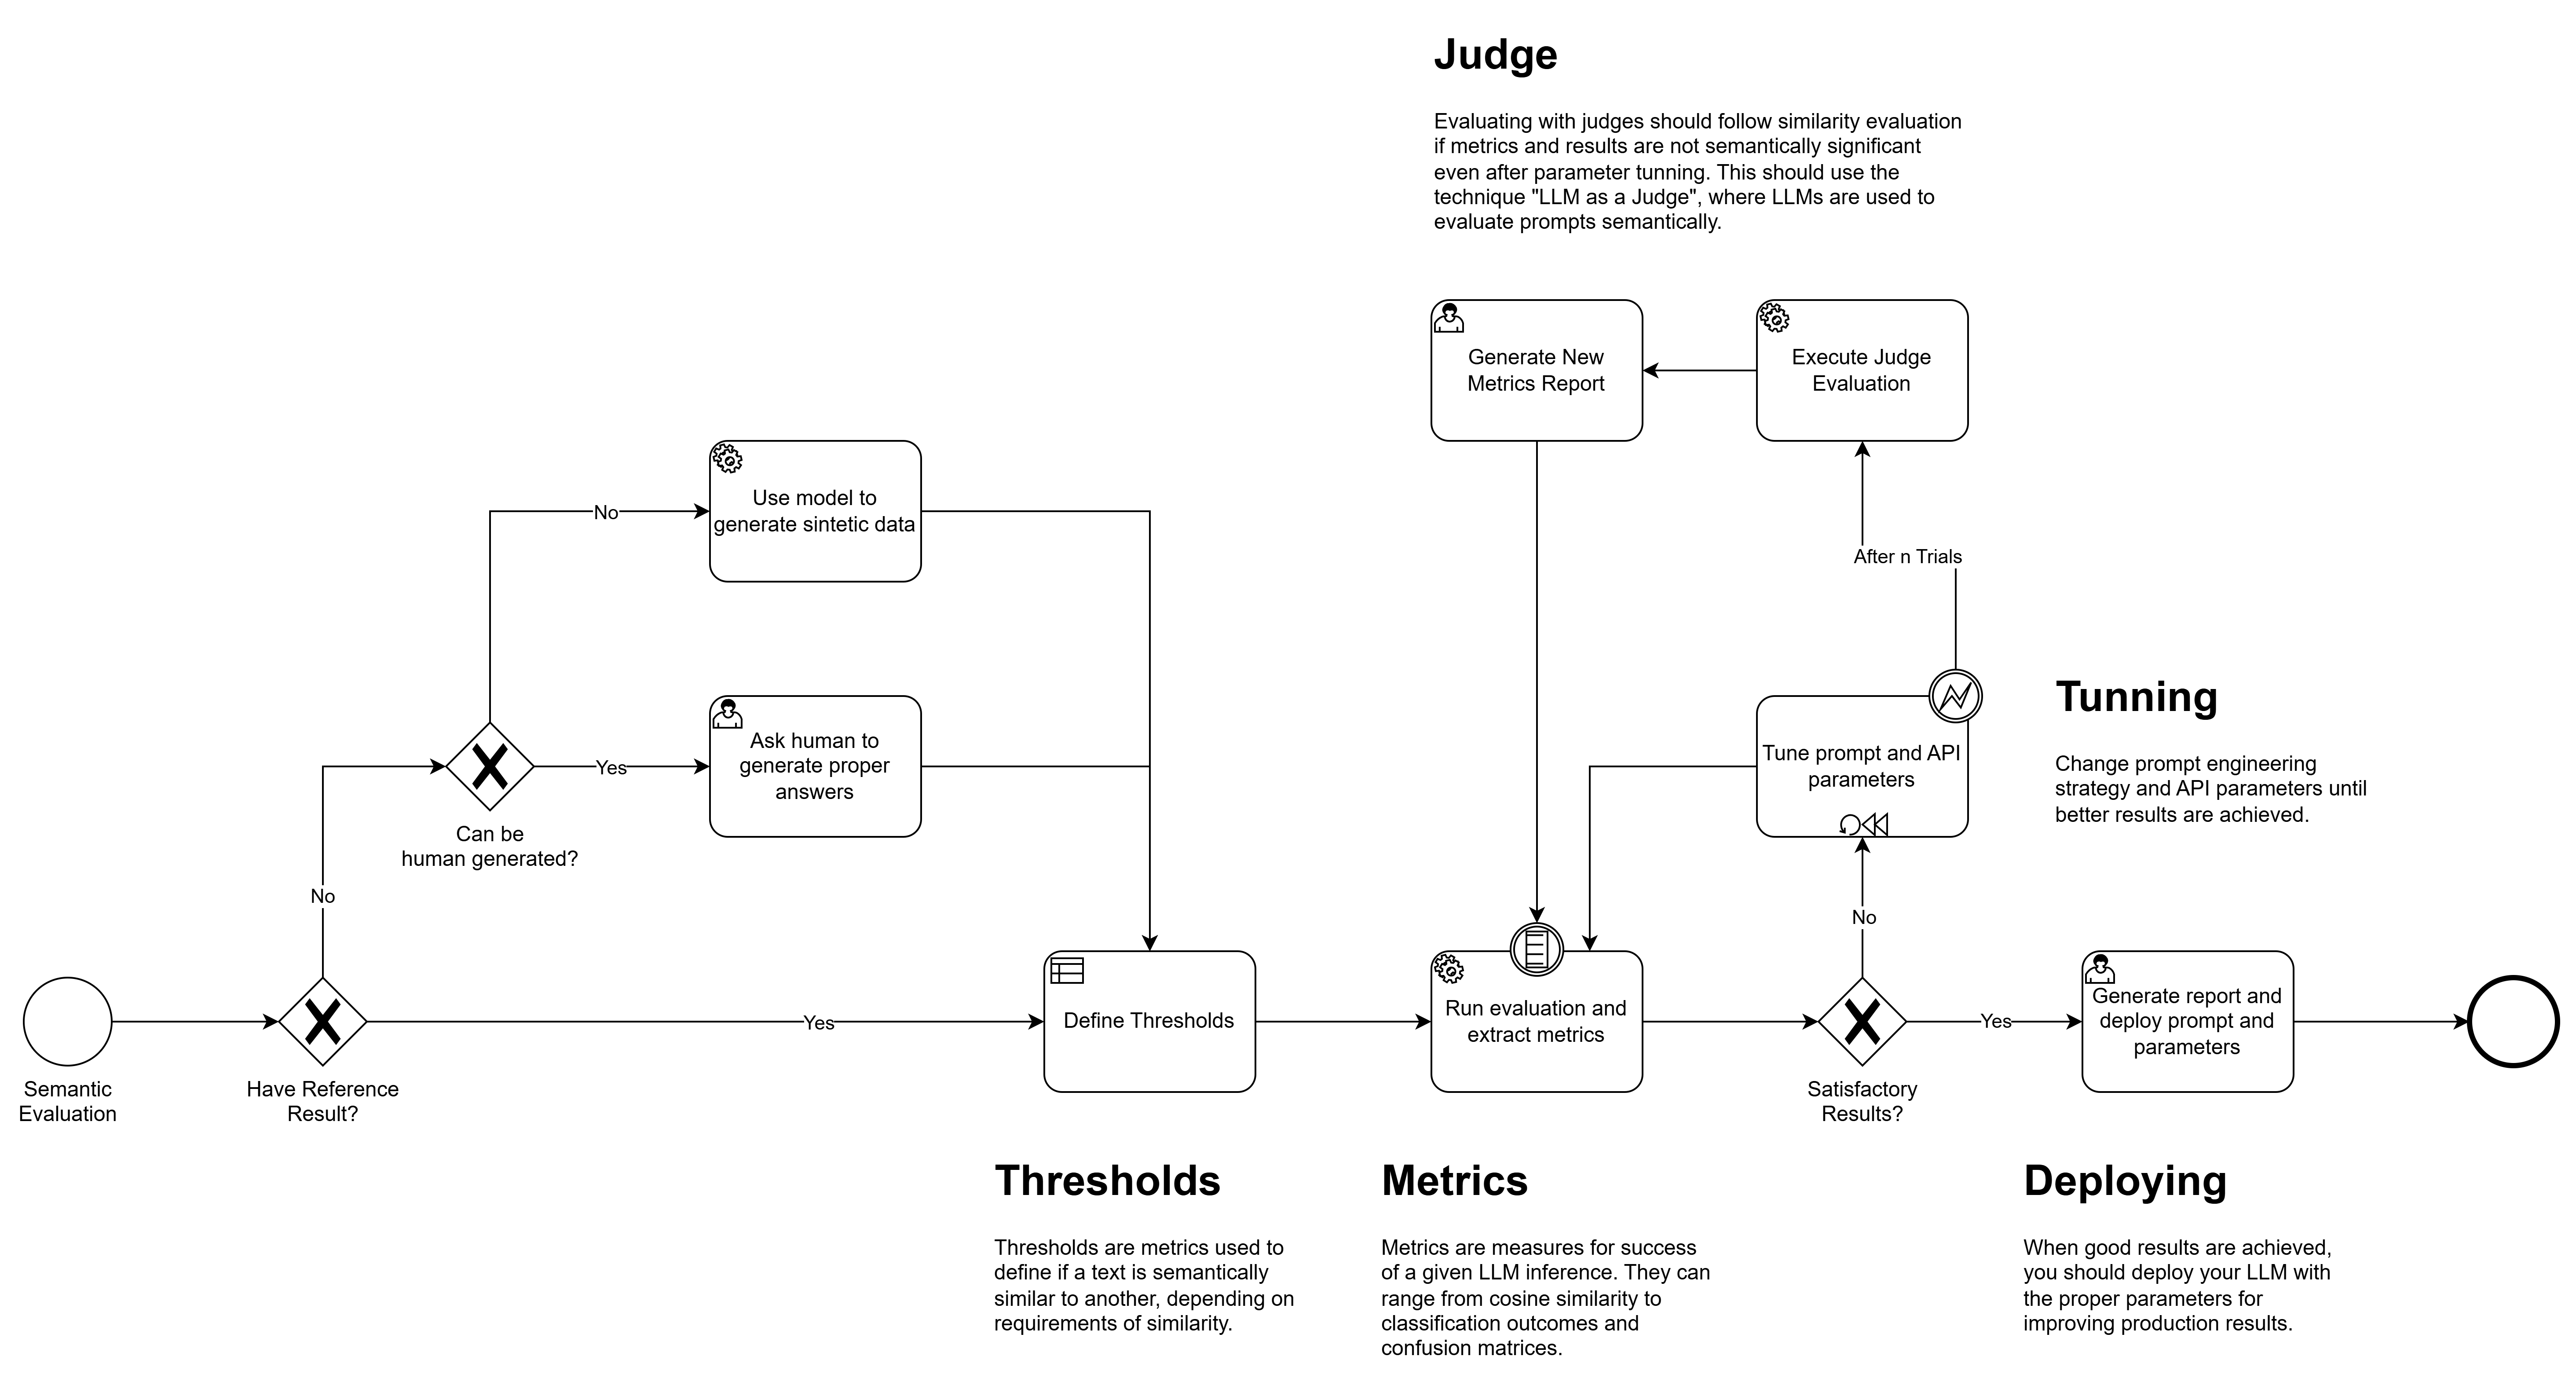 Judge
Evaluating with judges should follow similarity evaluation
if metrics and results are not semantically significant
even after parameter tunning. This should use the
technique "LLM as a Judge", where LLMs are used to
evaluate prompts semantically.
Generate New
Metrics Report
Execute Judge
Evaluation
Use model to
generate sintetic data
No
After n Trials
Tunning
Change prompt engineering
strategy and API parameters until
better results are achieved.
Tune prompt and API
parameters
Ask human to
generate proper
answers
Yes
Can be
human generated?
No
No
Semantic
Evaluation
Have Reference
Result?
Yes
Define Thresholds
Run evaluation and
extract metrics
Satisfactory
Results?
Yes
Generate report and
deploy prompt and
parameters
Thresholds
Thresholds are metrics used to
define if a text is semantically
similar to another, depending on
requirements of similarity.
Metrics
Metrics are measures for success
of a given LLM inference. They can
range from cosine similarity to
classification outcomes and
confusion matrices.
Deploying
When good results are achieved,
you should deploy your LLM with
the proper parameters for
improving production results.